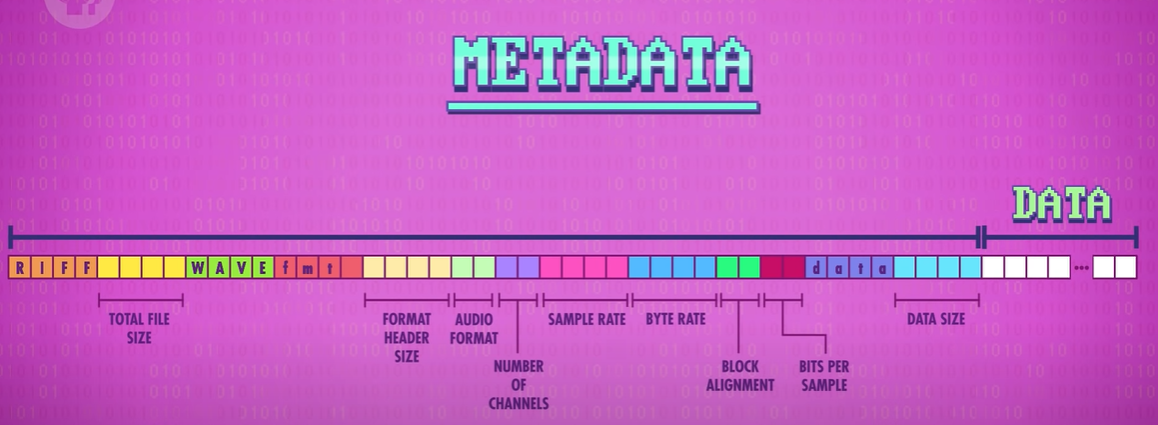 METADATA
DATA
RIFF WAVE fmt data ...
TOTAL FILE
SIZE
FORMAT
HEADER
SIZE
AUDIO
FORMAT
NUMBER
OF
CHANNELS
SAMPLE RATE
BYTE RATE
BLOCK
ALIGNMENT
BITS PER
SAMPLE
DATA SIZE